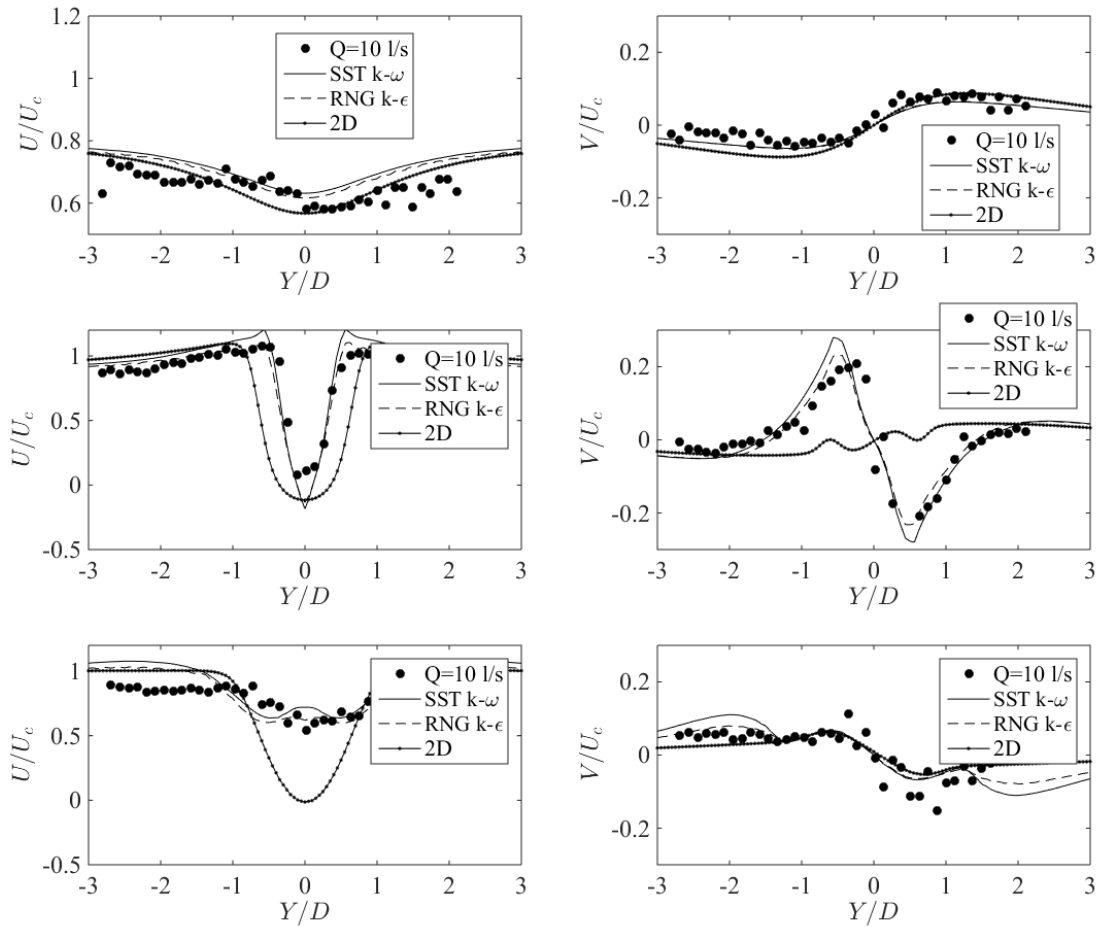 1.2
1
0.8
0.6
U/U_c
Q=10 l/s
SST k-ω
RNG k-ϵ
2D
-3 -2 -1 0 1 2 3
Y/D
0.2
0
-0.2
V/U_c
Q=10 l/s
SST k-ω
RNG k-ϵ
2D
-3 -2 -1 0 1 2 3
Y/D
1
0.5
0
-0.5
U/U_c
Q=10 l/s
SST k-ω
RNG k-ϵ
2D
-3 -2 -1 0 1 2 3
Y/D
0.2
0
-0.2
V/U_c
Q=10 l/s
SST k-ω
RNG k-ϵ
2D
-3 -2 -1 0 1 2 3
Y/D
1
0.5
0
-0.5
U/U_c
Q=10 l/s
SST k-ω
RNG k-ϵ
2D
-3 -2 -1 0 1 2 3
Y/D
0.2
0
-0.2
V/U_c
Q=10 l/s
SST k-ω
RNG k-ϵ
2D
-3 -2 -1 0 1 2 3
Y/D